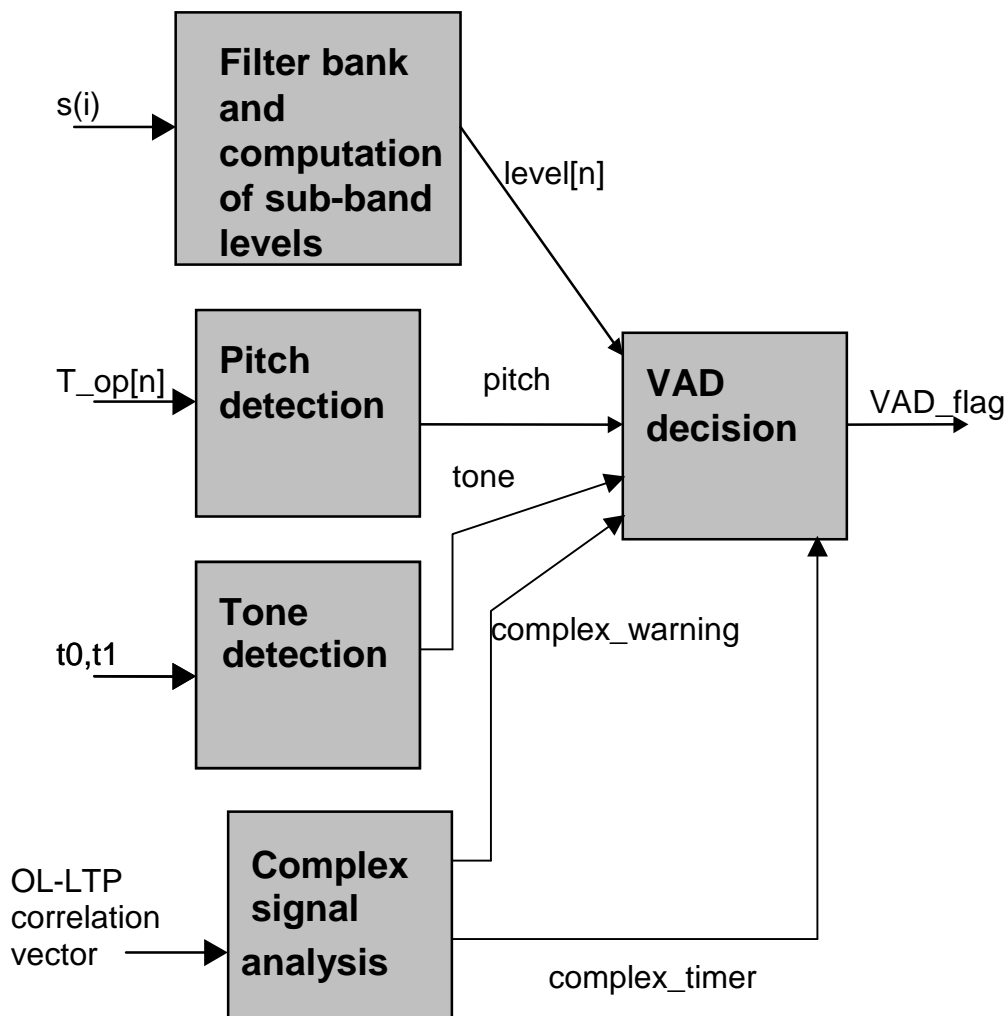 Filter bank
and
computation
of sub-band
levels
s(i)
level[n]
Pitch
detection
T_op[n]
pitch
VAD
decision
VAD_flag
tone
Tone
detection
t0,t1
complex_warning
Complex
signal
analysis
OL-LTP
correlation
vector
complex_timer